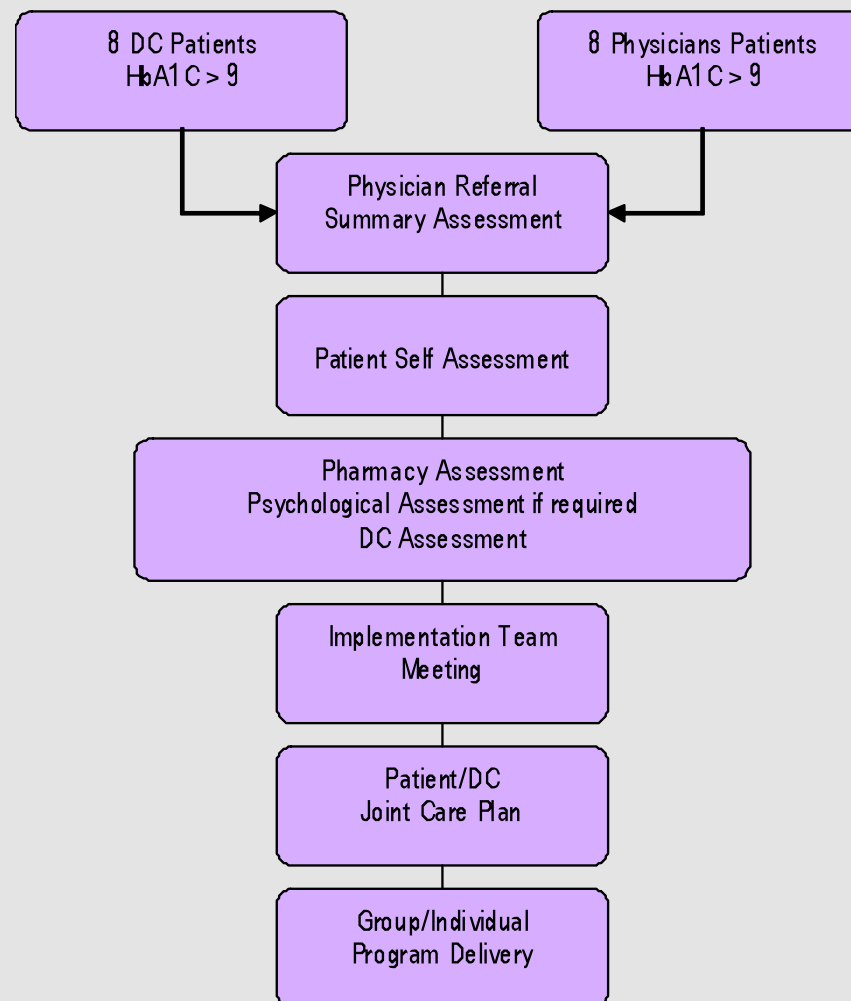 8 DC Patients
HbA1C > 9
8 Physicians Patients
HbA1C > 9
Physician Referral
Summary Assessment
Patient Self Assessment
Pharmacy Assessment
Psychological Assessment if required
DC Assessment
Implementation Team
Meeting
Patient/DC
Joint Care Plan
Group/Individual
Program Delivery